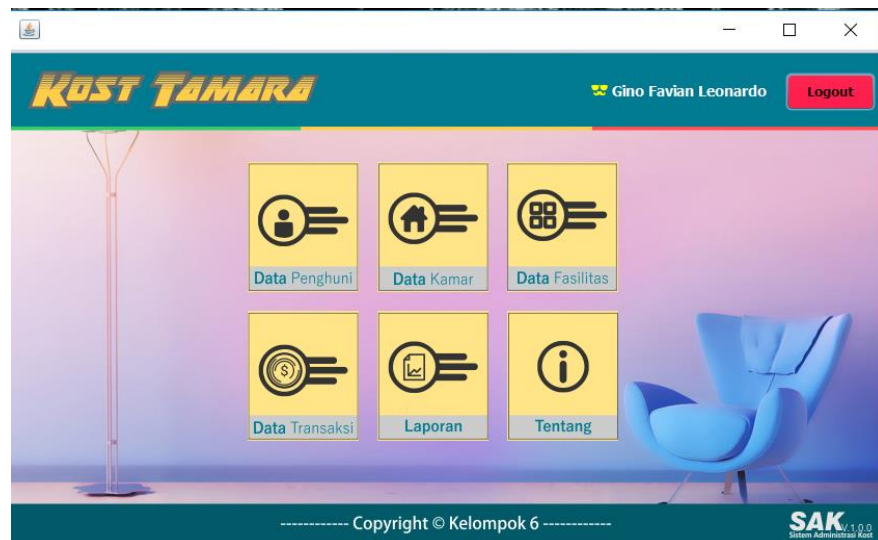 KOST TAMARA
Gino Favian Leonardo
Logout
Data Penghuni
Data Kamar
Data Fasilitas
Data Transaksi
Laporan
Tentang
------------ Copyright © Kelompok 6 ------------
SAK V.1.0.0
Sistem Administrasi Kost